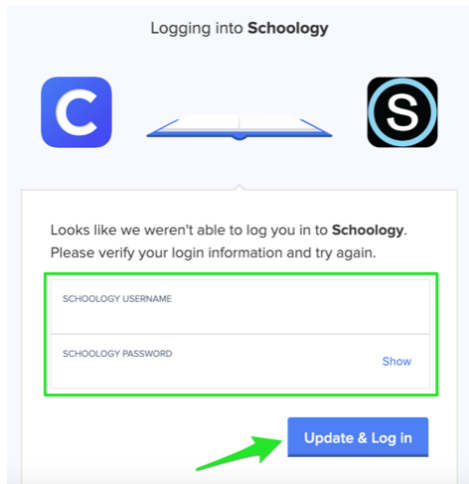 Logging into Schoology
C
S
Looks like we weren't able to log you in to Schoology.
Please verify your login information and try again.
SCHOOLOGY USERNAME
SCHOOLOGY PASSWORD
Show
Update & Log in